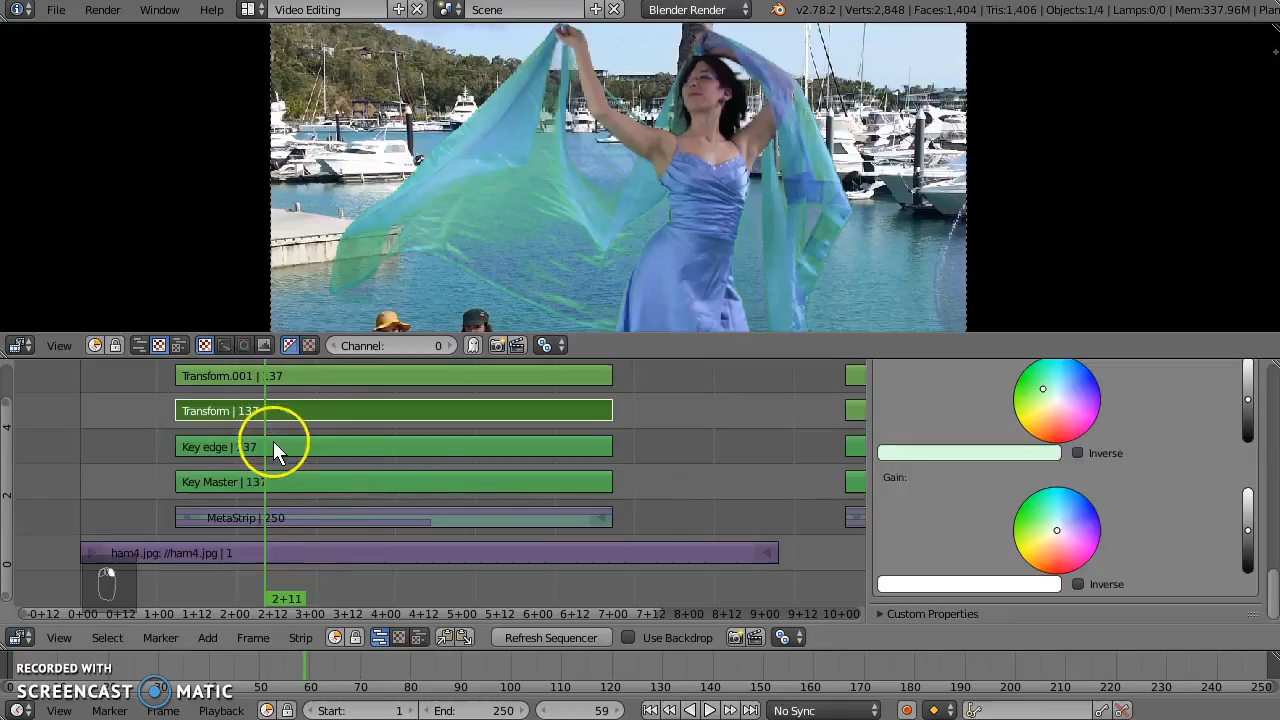 File Render Window Help Video Editing Scene Blender Render v2.78.2 | Verts:2,848 | Faces:1,404 | Tris:1,406 | Objects:1/4 | Lamps:0/0 | Mem:337.96M | Plan
View Channel: 0
Transform.001 | 137
Transform | 137
Key edge | 137
Key Master | 137
MetaStrip | 250
ham4.jpg: //ham4.jpg | 1
4
2
0
Inverse
Gain:
Inverse
Custom Properties
2+11
0+12 0+00 0+12 1+00 1+12 2+00 2+12 3+00 3+12 4+00 4+12 5+00 5+12 6+00 6+12 7+00 7+12 8+00 8+12 9+00 9+12 10+00
View Select Marker Add Frame Strip Refresh Sequencer Use Backdrop
RECORDED WITH
SCREENCAST MATIC
0 50 60 70 80 90 100 110 120 130 140 150 160 170 180 190 200 210 220 230 240 250
View Marker Frame Playback Start: 1 End: 250 59 No Sync